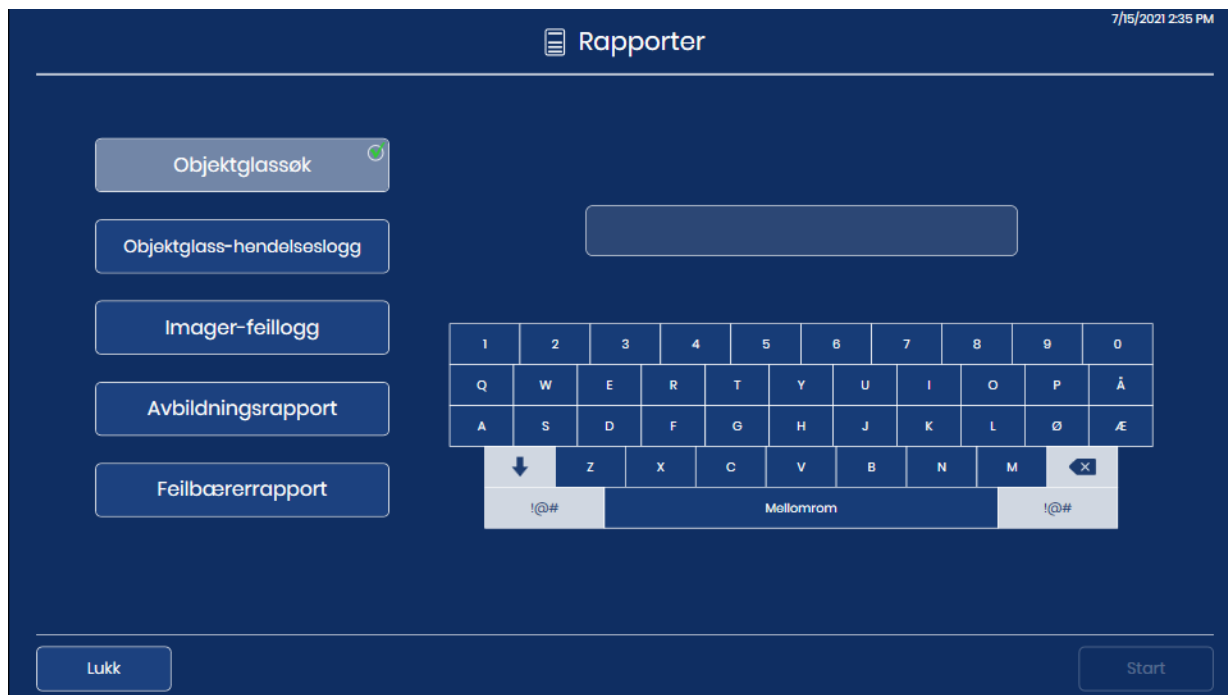 7/15/2021 2:35 PM
Rapporter
Objektglassøk
Objektglass-hendelseslogg
Imager-feillogg
Avbildningsrapport
Feilbærerrapport
1 2 3 4 5 6 7 8 9 0
Q W E R T Y U I O P Å
A S D F G H J K L Ø Æ
Z X C V B N M
!@# Mellomrom !@#
Lukk Start